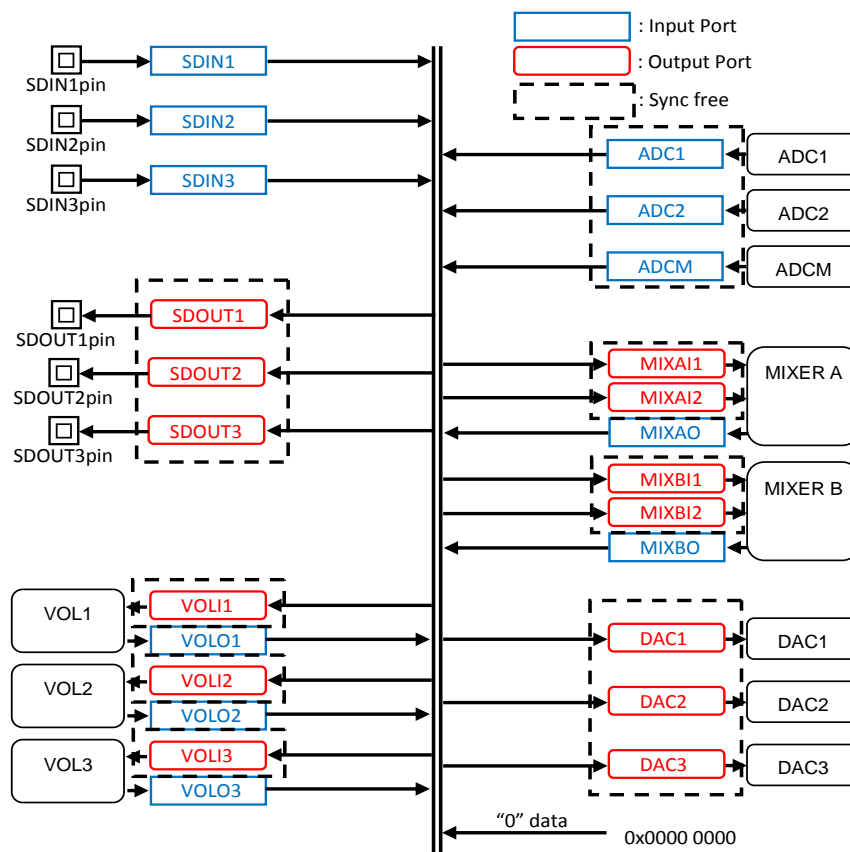 : Input Port
: Output Port
: Sync free
SDIN1
SDIN1pin
SDIN2
SDIN2pin
SDIN3
SDIN3pin
ADC1
ADC1
ADC2
ADC2
ADCM
ADCM
SDOUT1
SDOUT1pin
SDOUT2
SDOUT2pin
SDOUT3
SDOUT3pin
MIXAI1
MIXAI2
MIXAO
MIXER A
MIXBI1
MIXBI2
MIXBO
MIXER B
VOL1
VOLI1
VOLO1
VOL2
VOLI2
VOLO2
VOL3
VOLI3
VOLO3
DAC1
DAC1
DAC2
DAC2
DAC3
DAC3
“0” data
0x0000 0000